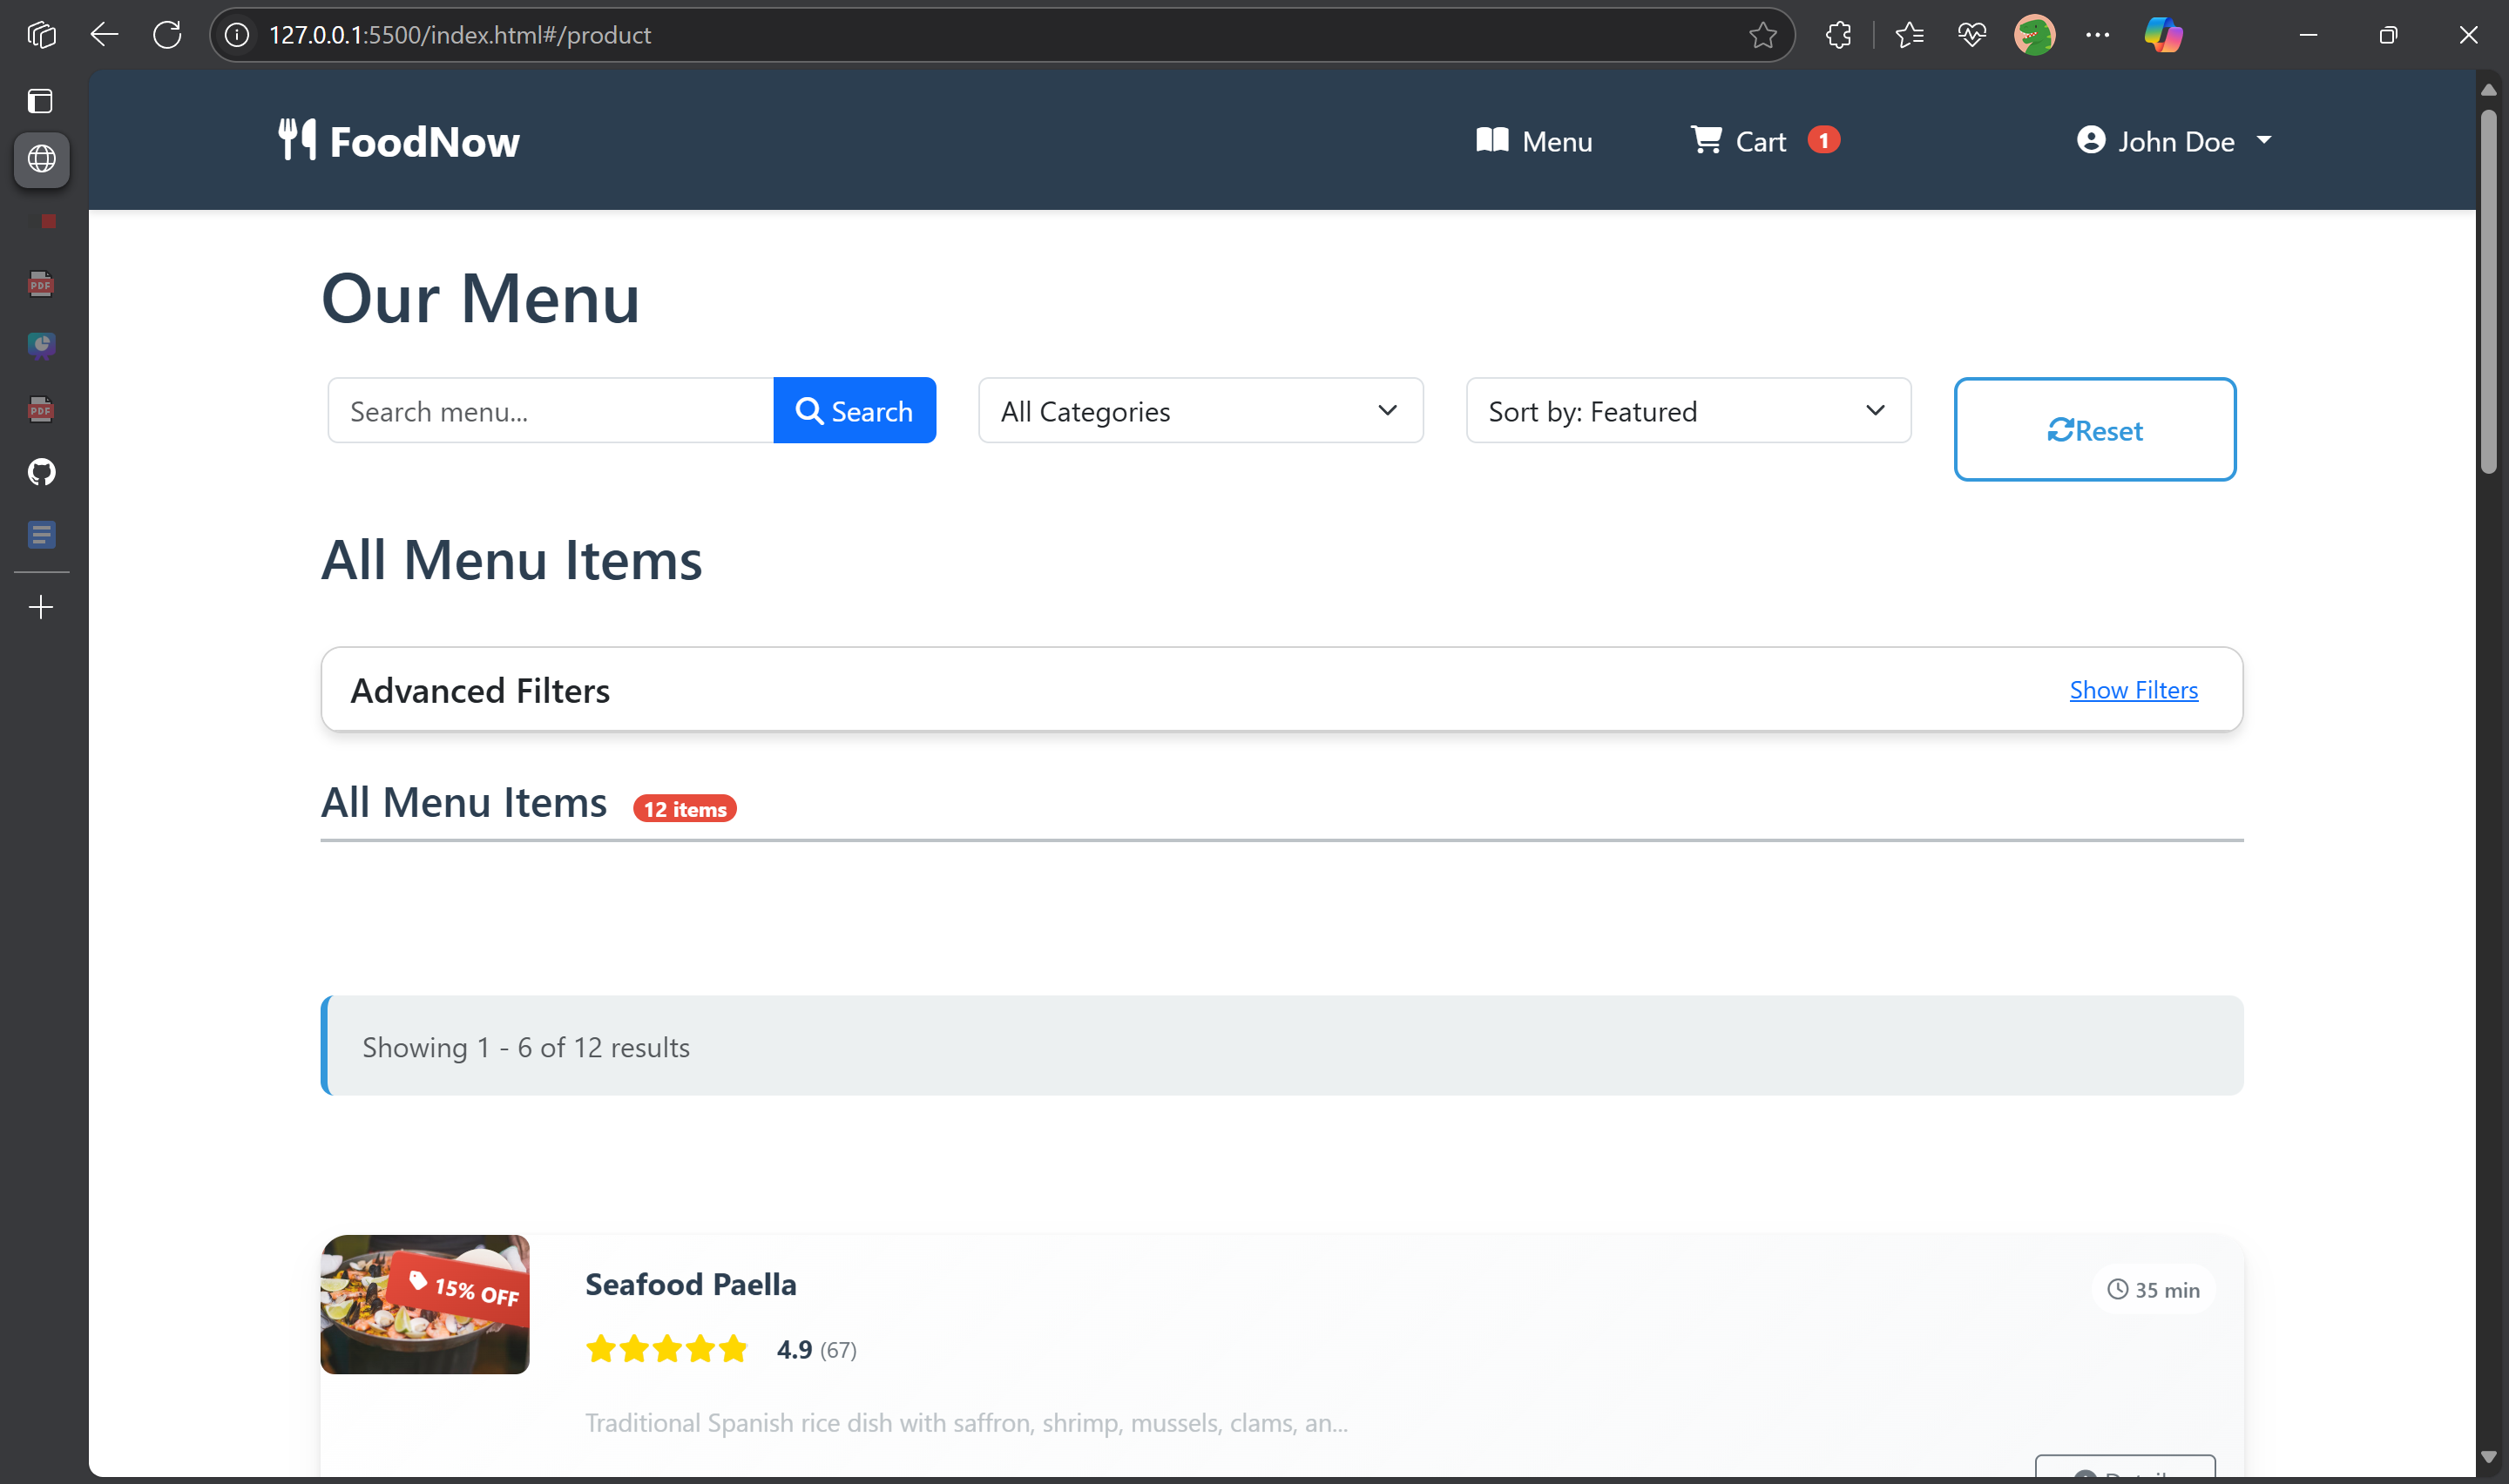 127.0.0.1:5500/index.html#/product
FoodNow
Menu
Cart 1
John Doe
Our Menu
Search menu...
Search
All Categories
Sort by: Featured
Reset
All Menu Items
Advanced Filters
Show Filters
All Menu Items 12 items
Showing 1 - 6 of 12 results
15% OFF
Seafood Paella
35 min
4.9 (67)
Traditional Spanish rice dish with saffron, shrimp, mussels, clams, an...
PDF
PDF